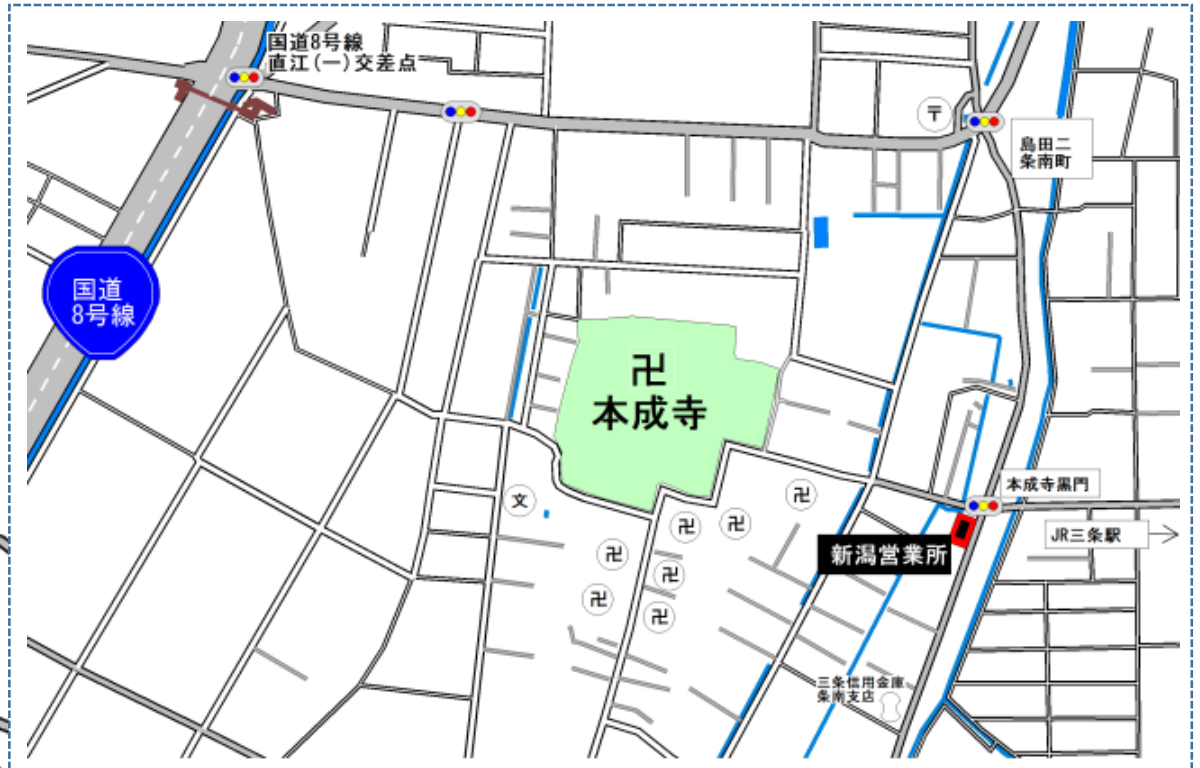 国道8号線
直江(一)交差点
〒
島田二
条南町
国道
8号線
卍
本成寺
本成寺黒門
文
卍
卍
卍
JR三条駅
新潟営業所
卍
卍
卍
卍
三条信用金庫
条南支店